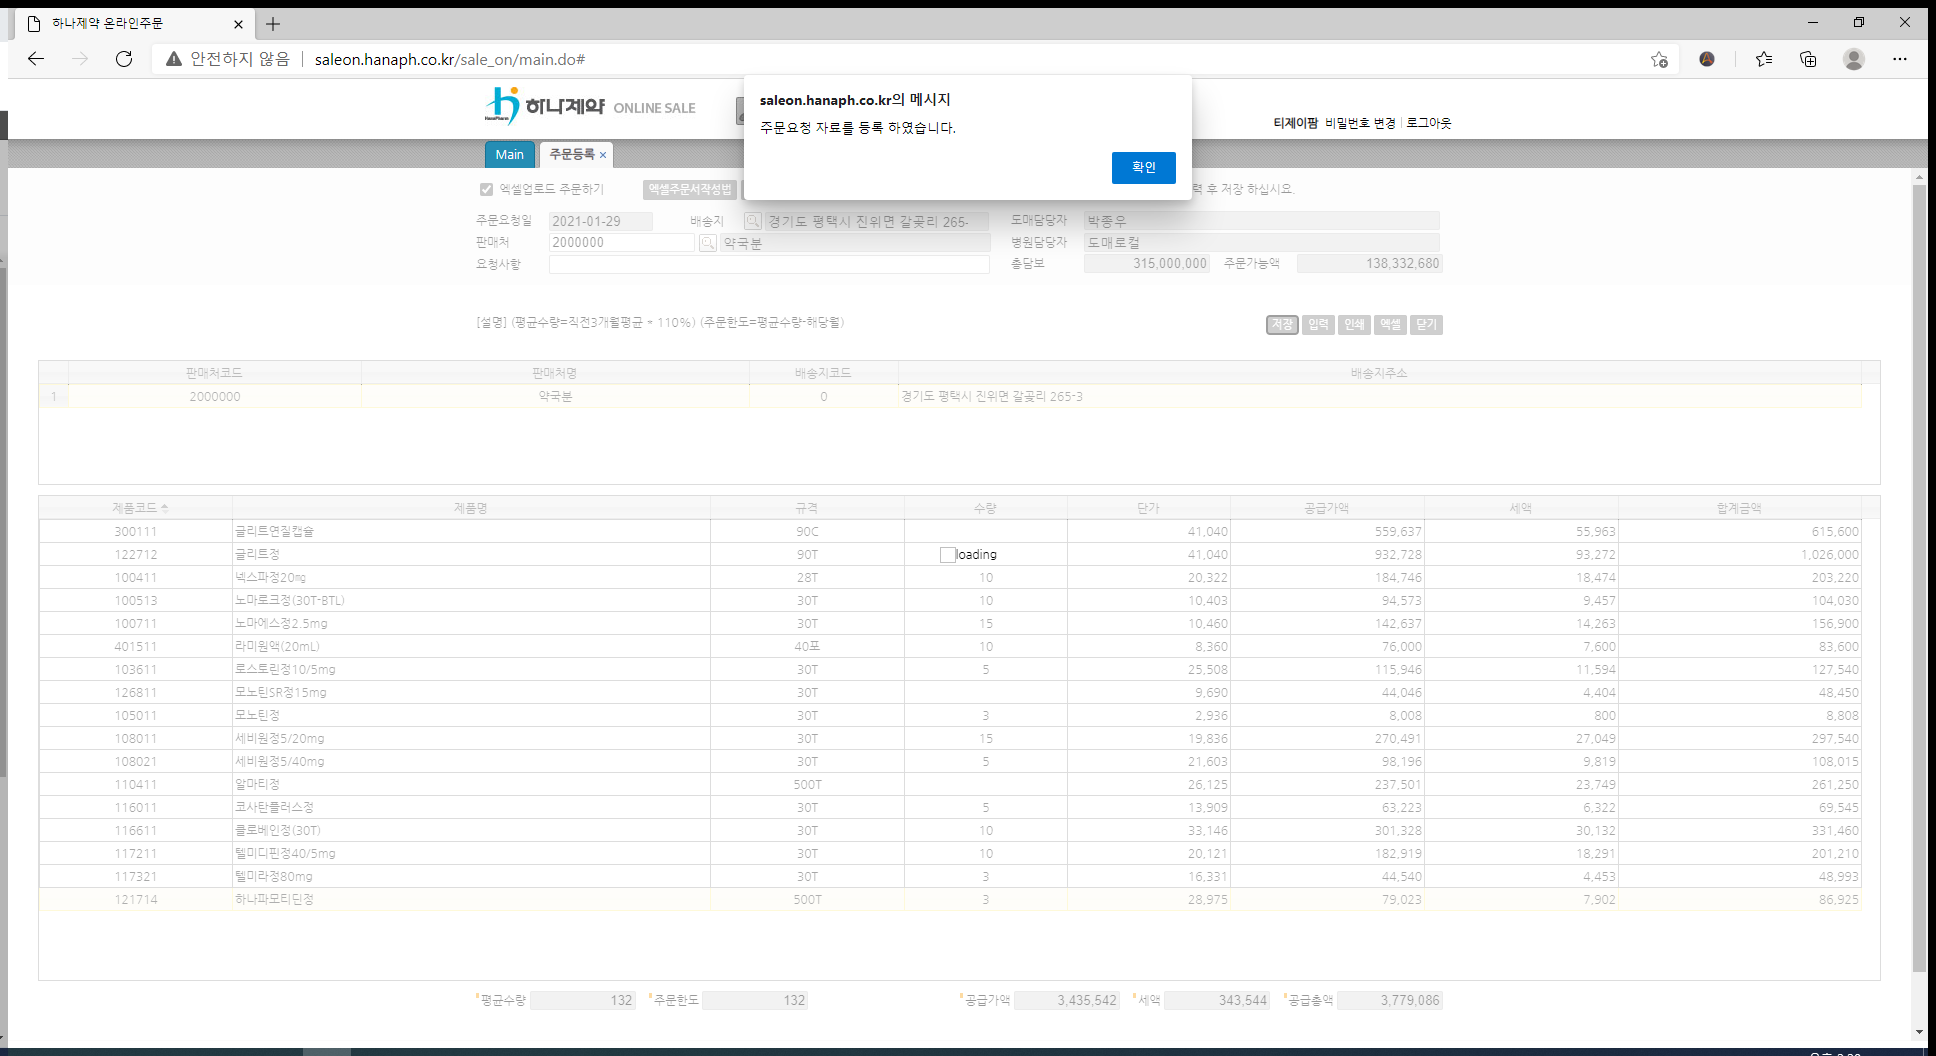 하나제약 온라인주문
안전하지 않음 saleon.hanaph.co.kr/sale_on/main.do#
HanaPharm 하나제약 ONLINE SALE
saleon.hanaph.co.kr의 메시지
주문요청 자료를 등록 하였습니다.
확인
티제이팜 비밀번호 변경 로그아웃
Main 주문등록 ×
엑셀업로드 주문하기 엑셀주문서작성법 력 후 저장 하십시요.
주문요청일 2021-01-29 배송지 경기도 평택시 진위면 갈곶리 265- 도매담당자 박종우
판매처 2000000 약국분 병원담당자 도매로컬
요청사항 총담보 315,000,000 주문가능액 138,332,680
[설명] (평균수량=직전3개월평균 * 110%) (주문한도=평균수량-해당월) 저장 입력 인쇄 엑셀 닫기
판매처코드 판매처명 배송지코드 배송지주소
1 2000000 약국분 0 경기도 평택시 진위면 갈곶리 265-3
제품코드 제품명 규격 수량 단가 공급가액 세액 합계금액
300111 글리트연질캡슐 90C 41,040 559,637 55,963 615,600
122712 글리트정 90T loading 41,040 932,728 93,272 1,026,000
100411 넥스파정20㎎ 28T 10 20,322 184,746 18,474 203,220
100513 노마로크정(30T-BTL) 30T 10 10,403 94,573 9,457 104,030
100711 노마에스정2.5mg 30T 15 10,460 142,637 14,263 156,900
401511 라미원액(20mL) 40포 10 8,360 76,000 7,600 83,600
103611 로스토린정10/5mg 30T 5 25,508 115,946 11,594 127,540
126811 모노틴SR정15mg 30T 9,690 44,046 4,404 48,450
105011 모노틴정 30T 3 2,936 8,008 800 8,808
108011 세비원정5/20mg 30T 15 19,836 270,491 27,049 297,540
108021 세비원정5/40mg 30T 5 21,603 98,196 9,819 108,015
110411 알마티정 500T 26,125 237,501 23,749 261,250
116011 코사탄플러스정 30T 5 13,909 63,223 6,322 69,545
116611 클로베인정(30T) 30T 10 33,146 301,328 30,132 331,460
117211 텔미디핀정40/5mg 30T 10 20,121 182,919 18,291 201,210
117321 텔미라정80mg 30T 3 16,331 44,540 4,453 48,993
121714 하나파모티딘정 500T 3 28,975 79,023 7,902 86,925
평균수량 132 주문한도 132 공급가액 3,435,542 세액 343,544 공급총액 3,779,086